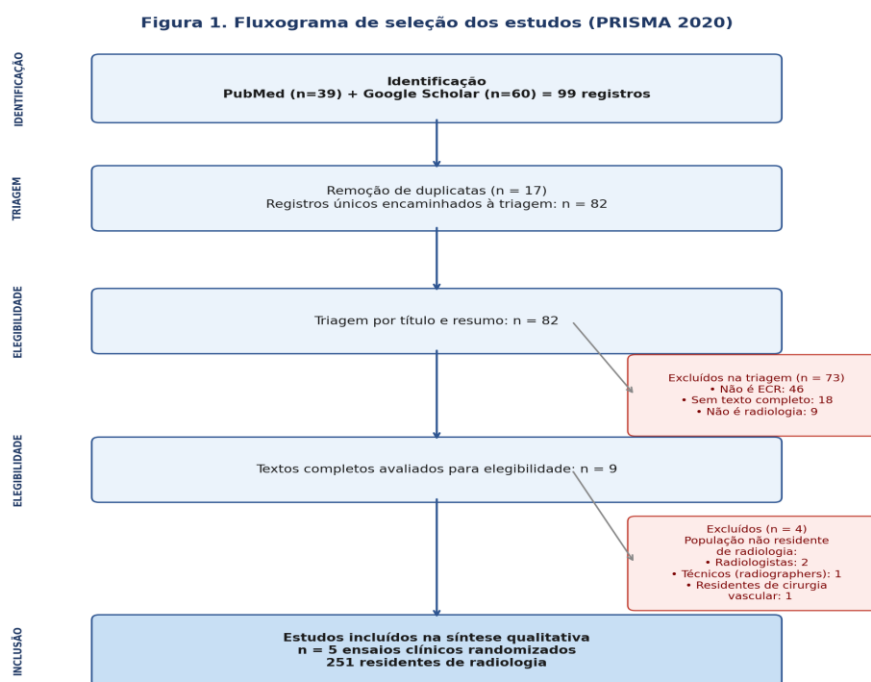 Figura 1. Fluxograma de seleção dos estudos (PRISMA 2020)
IDENTIFICAÇÃO
Identificação
PubMed (n=39) + Google Scholar (n=60) = 99 registros
TRIAGEM
Remoção de duplicatas (n = 17)
Registros únicos encaminhados à triagem: n = 82
ELEGIBILIDADE
Triagem por título e resumo: n = 82
Excluídos na triagem (n = 73)
• Não é ECR: 46
• Sem texto completo: 18
• Não é radiologia: 9
ELEGIBILIDADE
Textos completos avaliados para elegibilidade: n = 9
Excluídos (n = 4)
População não residente
de radiologia:
• Radiologistas: 2
• Técnicos (radiographers): 1
• Residentes de cirurgia
vascular: 1
INCLUSÃO
Estudos incluídos na síntese qualitativa
n = 5 ensaios clínicos randomizados
251 residentes de radiologia